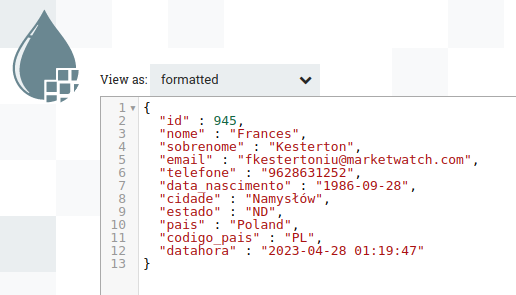 View as: formatted
1 {
2 "id" : 945,
3 "nome" : "Frances",
4 "sobrenome" : "Kesterton",
5 "email" : "fkestertoniu@marketwatch.com",
6 "telefone" : "9628631252",
7 "data_nascimento" : "1986-09-28",
8 "cidade" : "Namysłów",
9 "estado" : "ND",
10 "pais" : "Poland",
11 "codigo_pais" : "PL",
12 "datahora" : "2023-04-28 01:19:47"
13 }